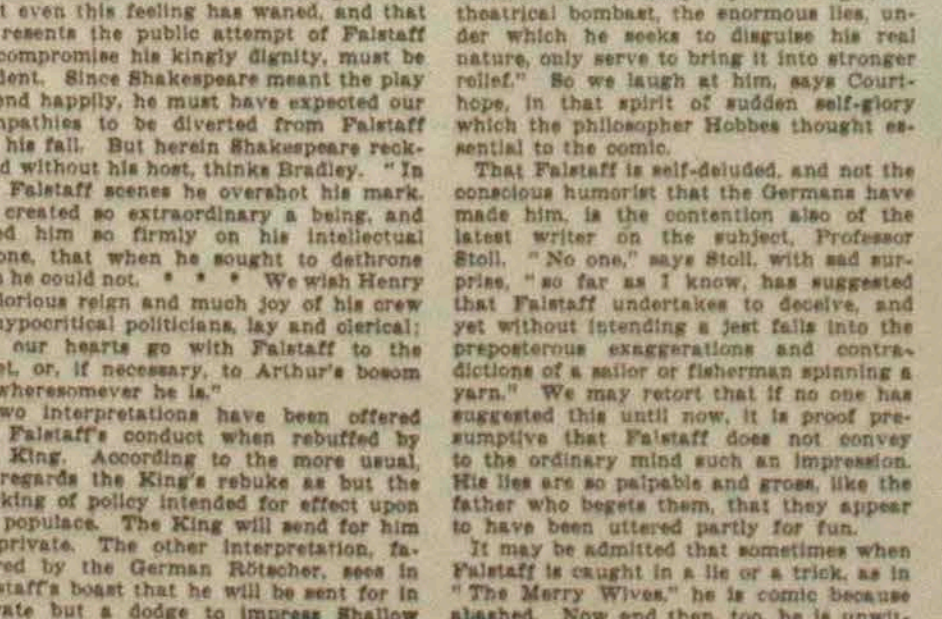 t even this feeling has waned, and that
resents the public attempt of Falstaff
compromise his kingly dignity, must be
dent. Since Shakespeare meant the play
end happily, he must have expected our
mpathies to be diverted from Falstaff
his fall. But herein Shakespeare reck-
d without his host, thinks Bradley. "In
Falstaff scenes he overshot his mark.
created so extraordinary a being, and
ed him so firmly on his intellectual
one, that when he sought to dethrone
he could not. * * * We wish Henry
lorious reign and much joy of his crew
hypocritical politicians, lay and clerical;
our hearts go with Falstaff to the
et, or, if necessary, to Arthur's bosom
wheresomever he is."
wo interpretations have been offered
Falstaff's conduct when rebuffed by
King. According to the more usual,
regards the King's rebuke as but the
king of policy intended for effect upon
populace. The King will send for him
private. The other interpretation, fa-
red by the German Rötscher, sees in
staff's boast that he will be sent for in
vate but a dodge to impress Shallow
theatrical bombast, the enormous lies, un-
der which he seeks to disguise his real
nature, only serve to bring it into stronger
relief." So we laugh at him, says Court-
hope, in that spirit of sudden self-glory
which the philosopher Hobbes thought es-
sential to the comic.
That Falstaff is self-deluded, and not the
conscious humorist that the Germans have
made him, is the contention also of the
latest writer on the subject, Professor
Stoll. "No one," says Stoll, with sad sur-
prise, "so far as I know, has suggested
that Falstaff undertakes to deceive, and
yet without intending a jest falls into the
preposterous exaggerations and contra-
dictions of a sailor or fisherman spinning a
yarn." We may retort that if no one has
suggested this until now, it is proof pre-
sumptive that Falstaff does not convey
to the ordinary mind such an impression.
His lies are so palpable and gross, like the
father who begets them, that they appear
to have been uttered partly for fun.
It may be admitted that sometimes when
Falstaff is caught in a lie or a trick, as in
"The Merry Wives," he is comic because
abashed. Now and then, too, he is unwit-